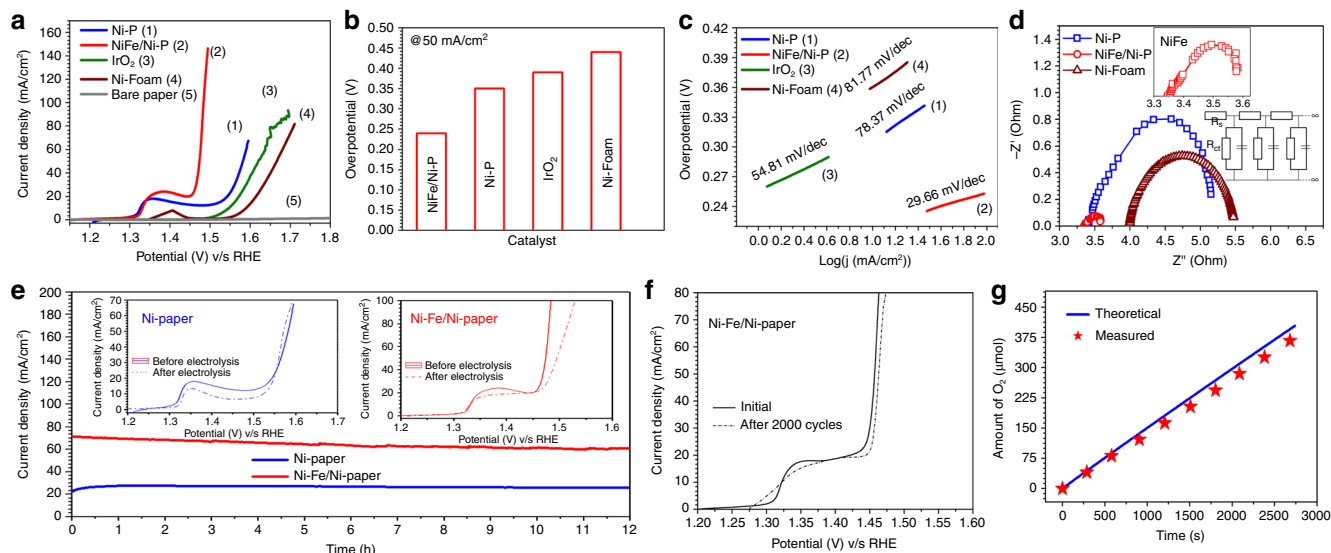 a
Current density (mA/cm²)
160
140
120
100
80
60
40
20
0
Ni-P (1)
NiFe/Ni-P (2)
IrO₂ (3)
Ni-Foam (4)
Bare paper (5)
(2)
(1)
(3)
(4)
(5)
1.2 1.3 1.4 1.5 1.6 1.7 1.8
Potential (V) v/s RHE
b
Overpotential (V)
0.50
0.45
0.40
0.35
0.30
0.25
0.20
0.15
0.10
0.05
0.00
@50 mA/cm²
NiFe/Ni-P
Ni-P
IrO₂
Ni-Foam
Catalyst
c
Overpotential (V)
0.42
0.39
0.36
0.33
0.30
0.27
0.24
Ni-P (1)
NiFe/Ni-P (2)
IrO₂ (3)
Ni-Foam (4)
81.77 mV/dec
(4)
78.37 mV/dec
(1)
54.81 mV/dec
(3)
29.66 mV/dec
(2)
0.0 0.2 0.4 0.6 0.8 1.0 1.2 1.4 1.6 1.8 2.0
Log(j (mA/cm²))
d
–Z' (Ohm)
1.4
1.2
1.0
0.8
0.6
0.4
0.2
0.0
Ni-P
NiFe/Ni-P
Ni-Foam
NiFe
3.3 3.4 3.5 3.6
Rₛ
R꜀ₜ
∞
∞
3.0 3.5 4.0 4.5 5.0 5.5 6.0 6.5
Z'' (Ohm)
e
Current density (mA/cm²)
200
180
160
140
120
100
80
60
40
20
0
Current density (mA/cm²)
70
60
50
40
30
20
10
0
Ni-paper
Before electrolysis
After electrolysis
1.2 1.3 1.4 1.5 1.6 1.7
Potential (V) v/s RHE
Current density (mA/cm²)
100
80
60
40
20
0
Ni-Fe/Ni-paper
Before electrolysis
After electrolysis
1.2 1.3 1.4 1.5 1.6
Potential (V) v/s RHE
Ni-paper
Ni-Fe/Ni-paper
0 1 2 3 4 5 6 7 8 9 10 11 12
Time (h)
f
Current density (mA/cm²)
80
70
60
50
40
30
20
10
0
Ni-Fe/Ni-paper
Initial
After 2000 cycles
1.20 1.25 1.30 1.35 1.40 1.45 1.50 1.55 1.60
Potential (V) v/s RHE
g
Amount of O₂ (μmol)
450
375
300
225
150
75
0
Theoretical
Measured
0 500 1000 1500 2000 2500 3000
Time (s)